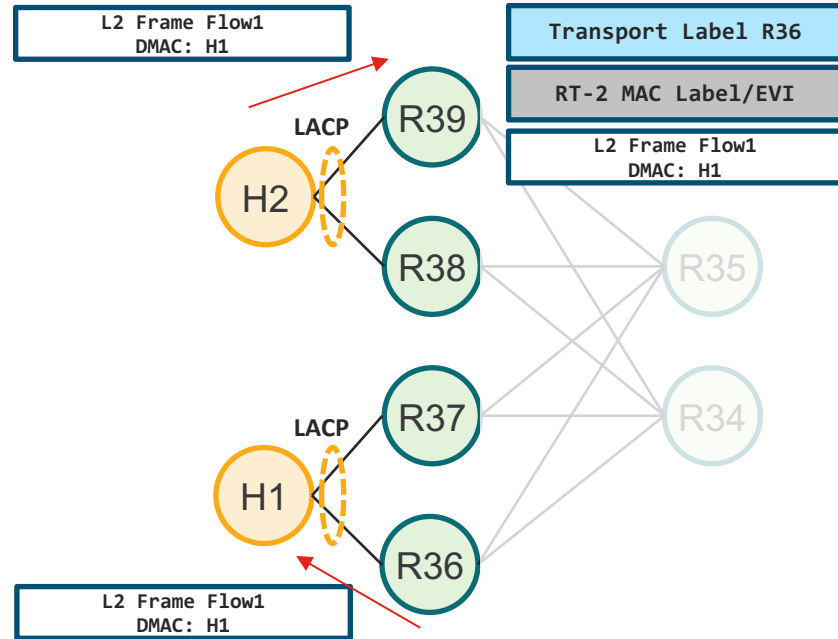 L2 Frame Flow1
DMAC: H1
Transport Label R36
RT-2 MAC Label/EVI
L2 Frame Flow1
DMAC: H1
LACP
R39
H2
R38
R35
R37
R34
LACP
H1
R36
L2 Frame Flow1
DMAC: H1